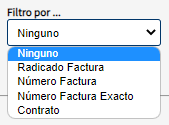 Filtro por ...
Ninguno
Ninguno
Radicado Factura
Número Factura
Número Factura Exacto
Contrato